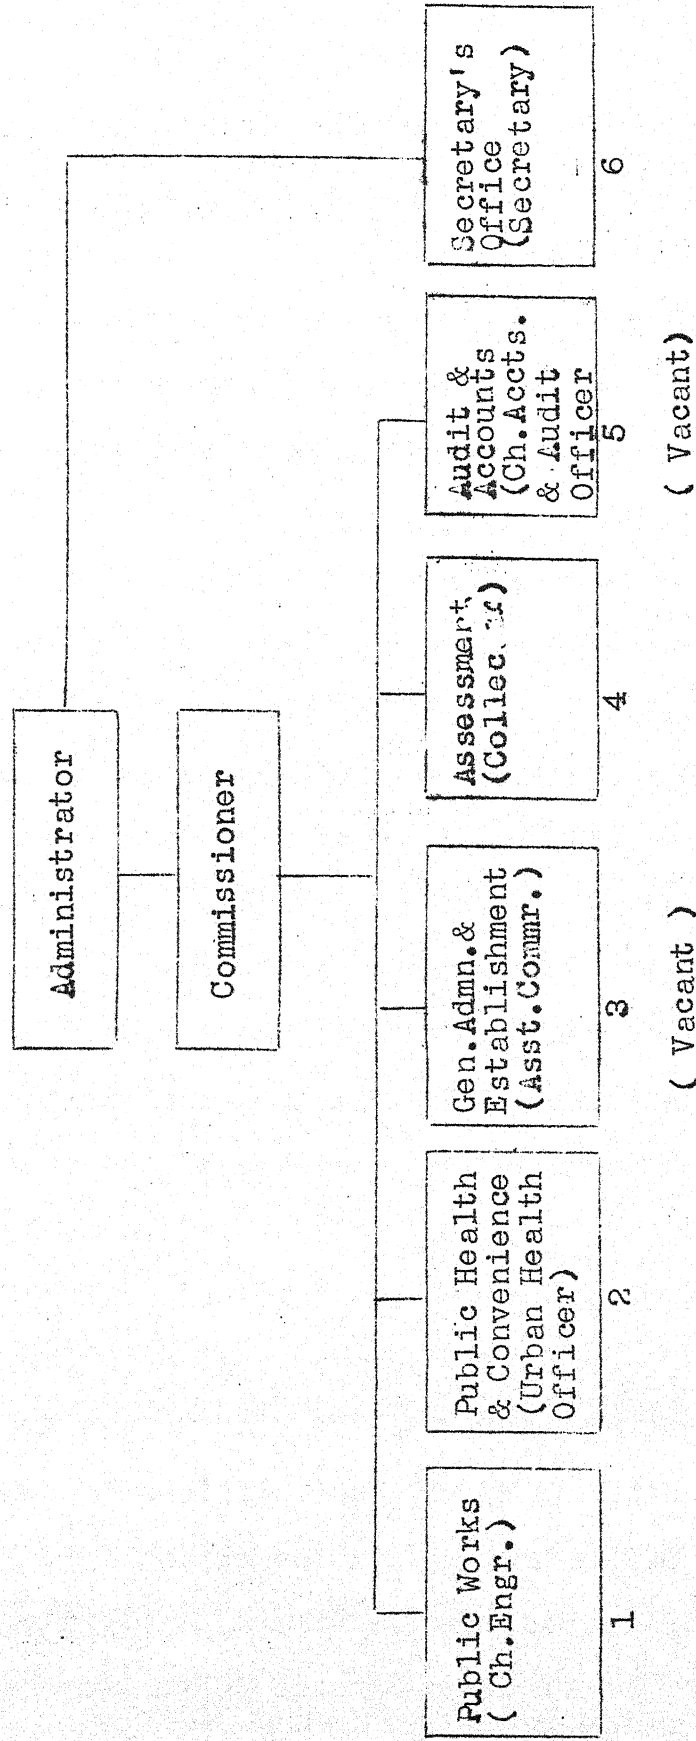 Administrator
Commissioner
Public Works
( Ch.Engr.)
1
Public Health
& Convenience
(Urban Health
Officer)
2
Gen.Admn.&
Establishment
(Asst.Commr.)
3
( Vacant )
Assessment
4
Audit &
Accounts
(Ch.Accts.
& Audit
Officer
5
( Vacant)
Secretary's
Office
(Secretary)
6